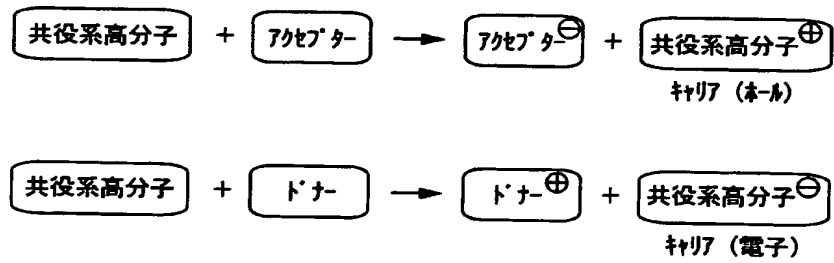 共役系高分子 + アクセプター → アクセプター⊖ + 共役系高分子⊕
キャリア (ホール)
共役系高分子 + ドナー → ドナー⊕ + 共役系高分子⊖
キャリア (電子)